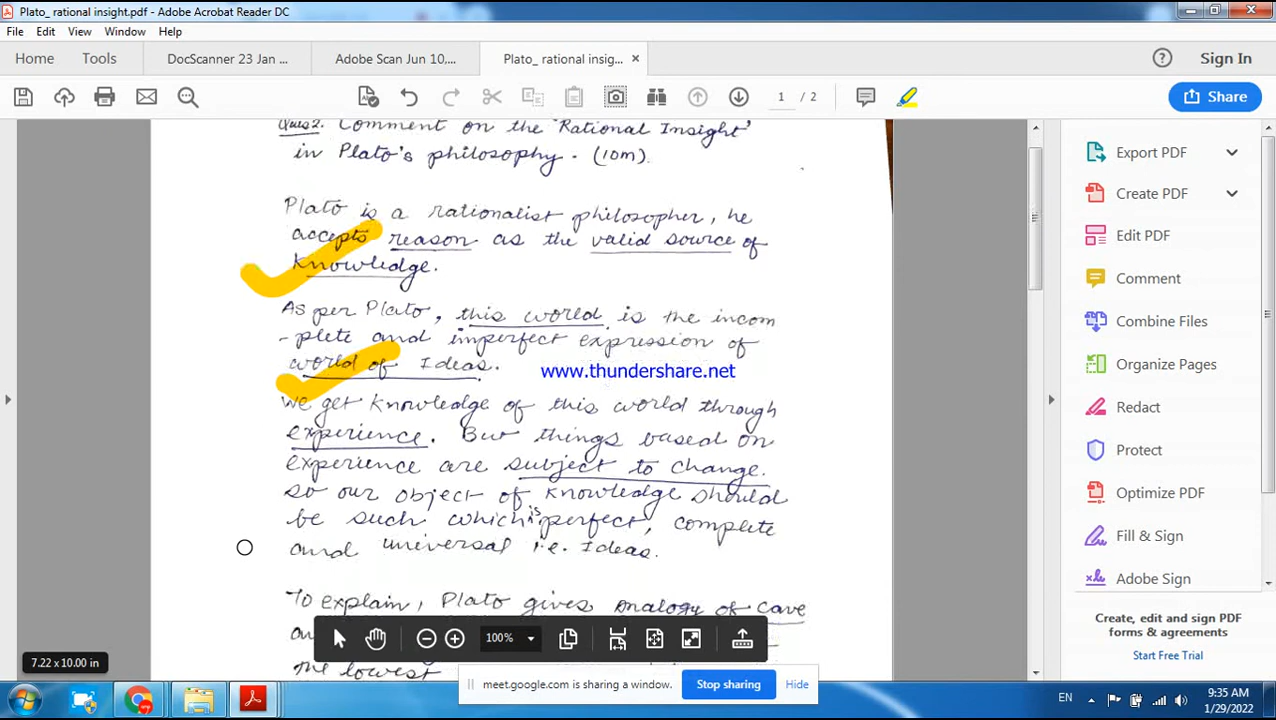 Plato_ rational insight.pdf - Adobe Acrobat Reader DC
File Edit View Window Help
Home Tools DocScanner 23 Jan ... Adobe Scan Jun 10,... Plato_ rational insig... × Sign In
1 / 2 Share
Ques 2. Comment on the 'Rational Insight'
in Plato's philosophy. (10m).
Plato is a rationalist philosopher, he
accepts reason as the valid source of
knowledge.
As per Plato, this world is the incom
-plete and imperfect expression of
world of Ideas.
www.thundershare.net
We get knowledge of this world through
experience. But things based on
experience are subject to change.
So our object of knowledge should
be such which is perfect, complete
and universal i.e. Ideas.
To explain, Plato gives analogy of cave
the lowest
100%
7.22 x 10.00 in
meet.google.com is sharing a window. Stop sharing Hide
Export PDF
Create PDF
Edit PDF
Comment
Combine Files
Organize Pages
Redact
Protect
Optimize PDF
Fill & Sign
Adobe Sign
Create, edit and sign PDF
forms & agreements
Start Free Trial
EN 9:35 AM
1/29/2022